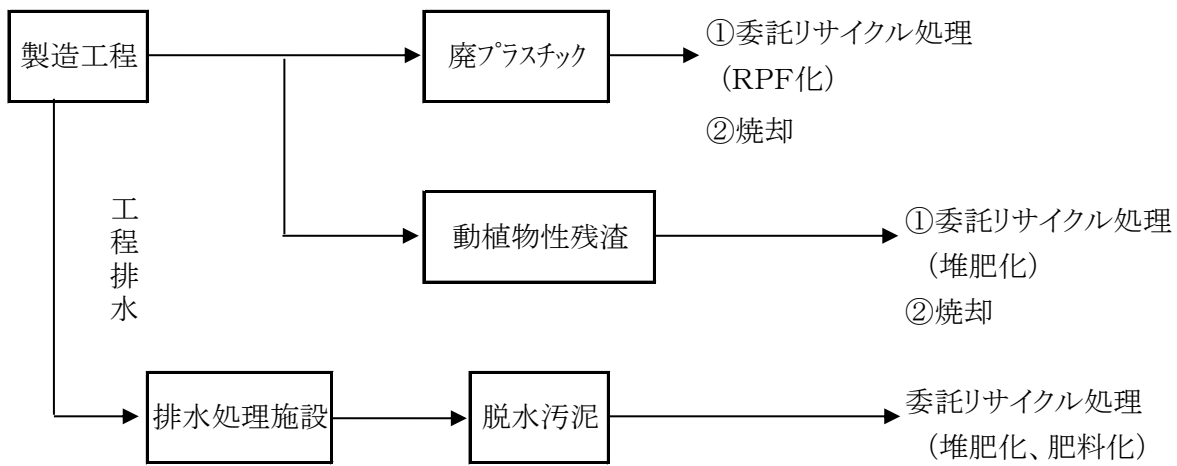 製造工程
廃プラスチック
①委託リサイクル処理
（RPF化）
②焼却
工程排水
動植物性残渣
①委託リサイクル処理
（堆肥化）
②焼却
排水処理施設
脱水汚泥
委託リサイクル処理
（堆肥化、肥料化）